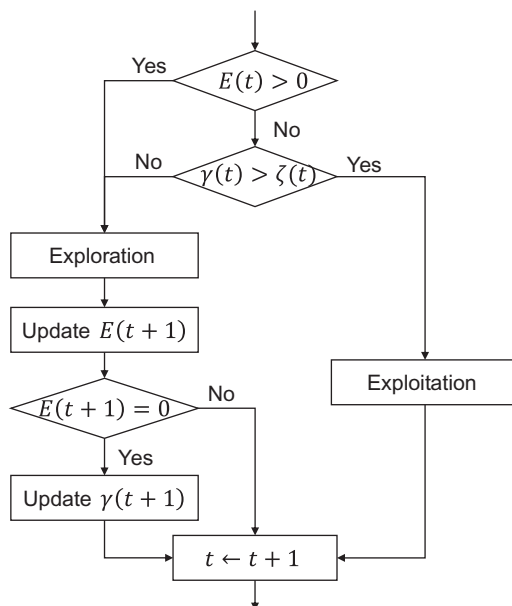 Yes
E(t) > 0
No
No
γ(t) > ζ(t)
Yes
Exploration
Update E(t + 1)
Exploitation
E(t + 1) = 0
No
Yes
Update γ(t + 1)
t ← t + 1